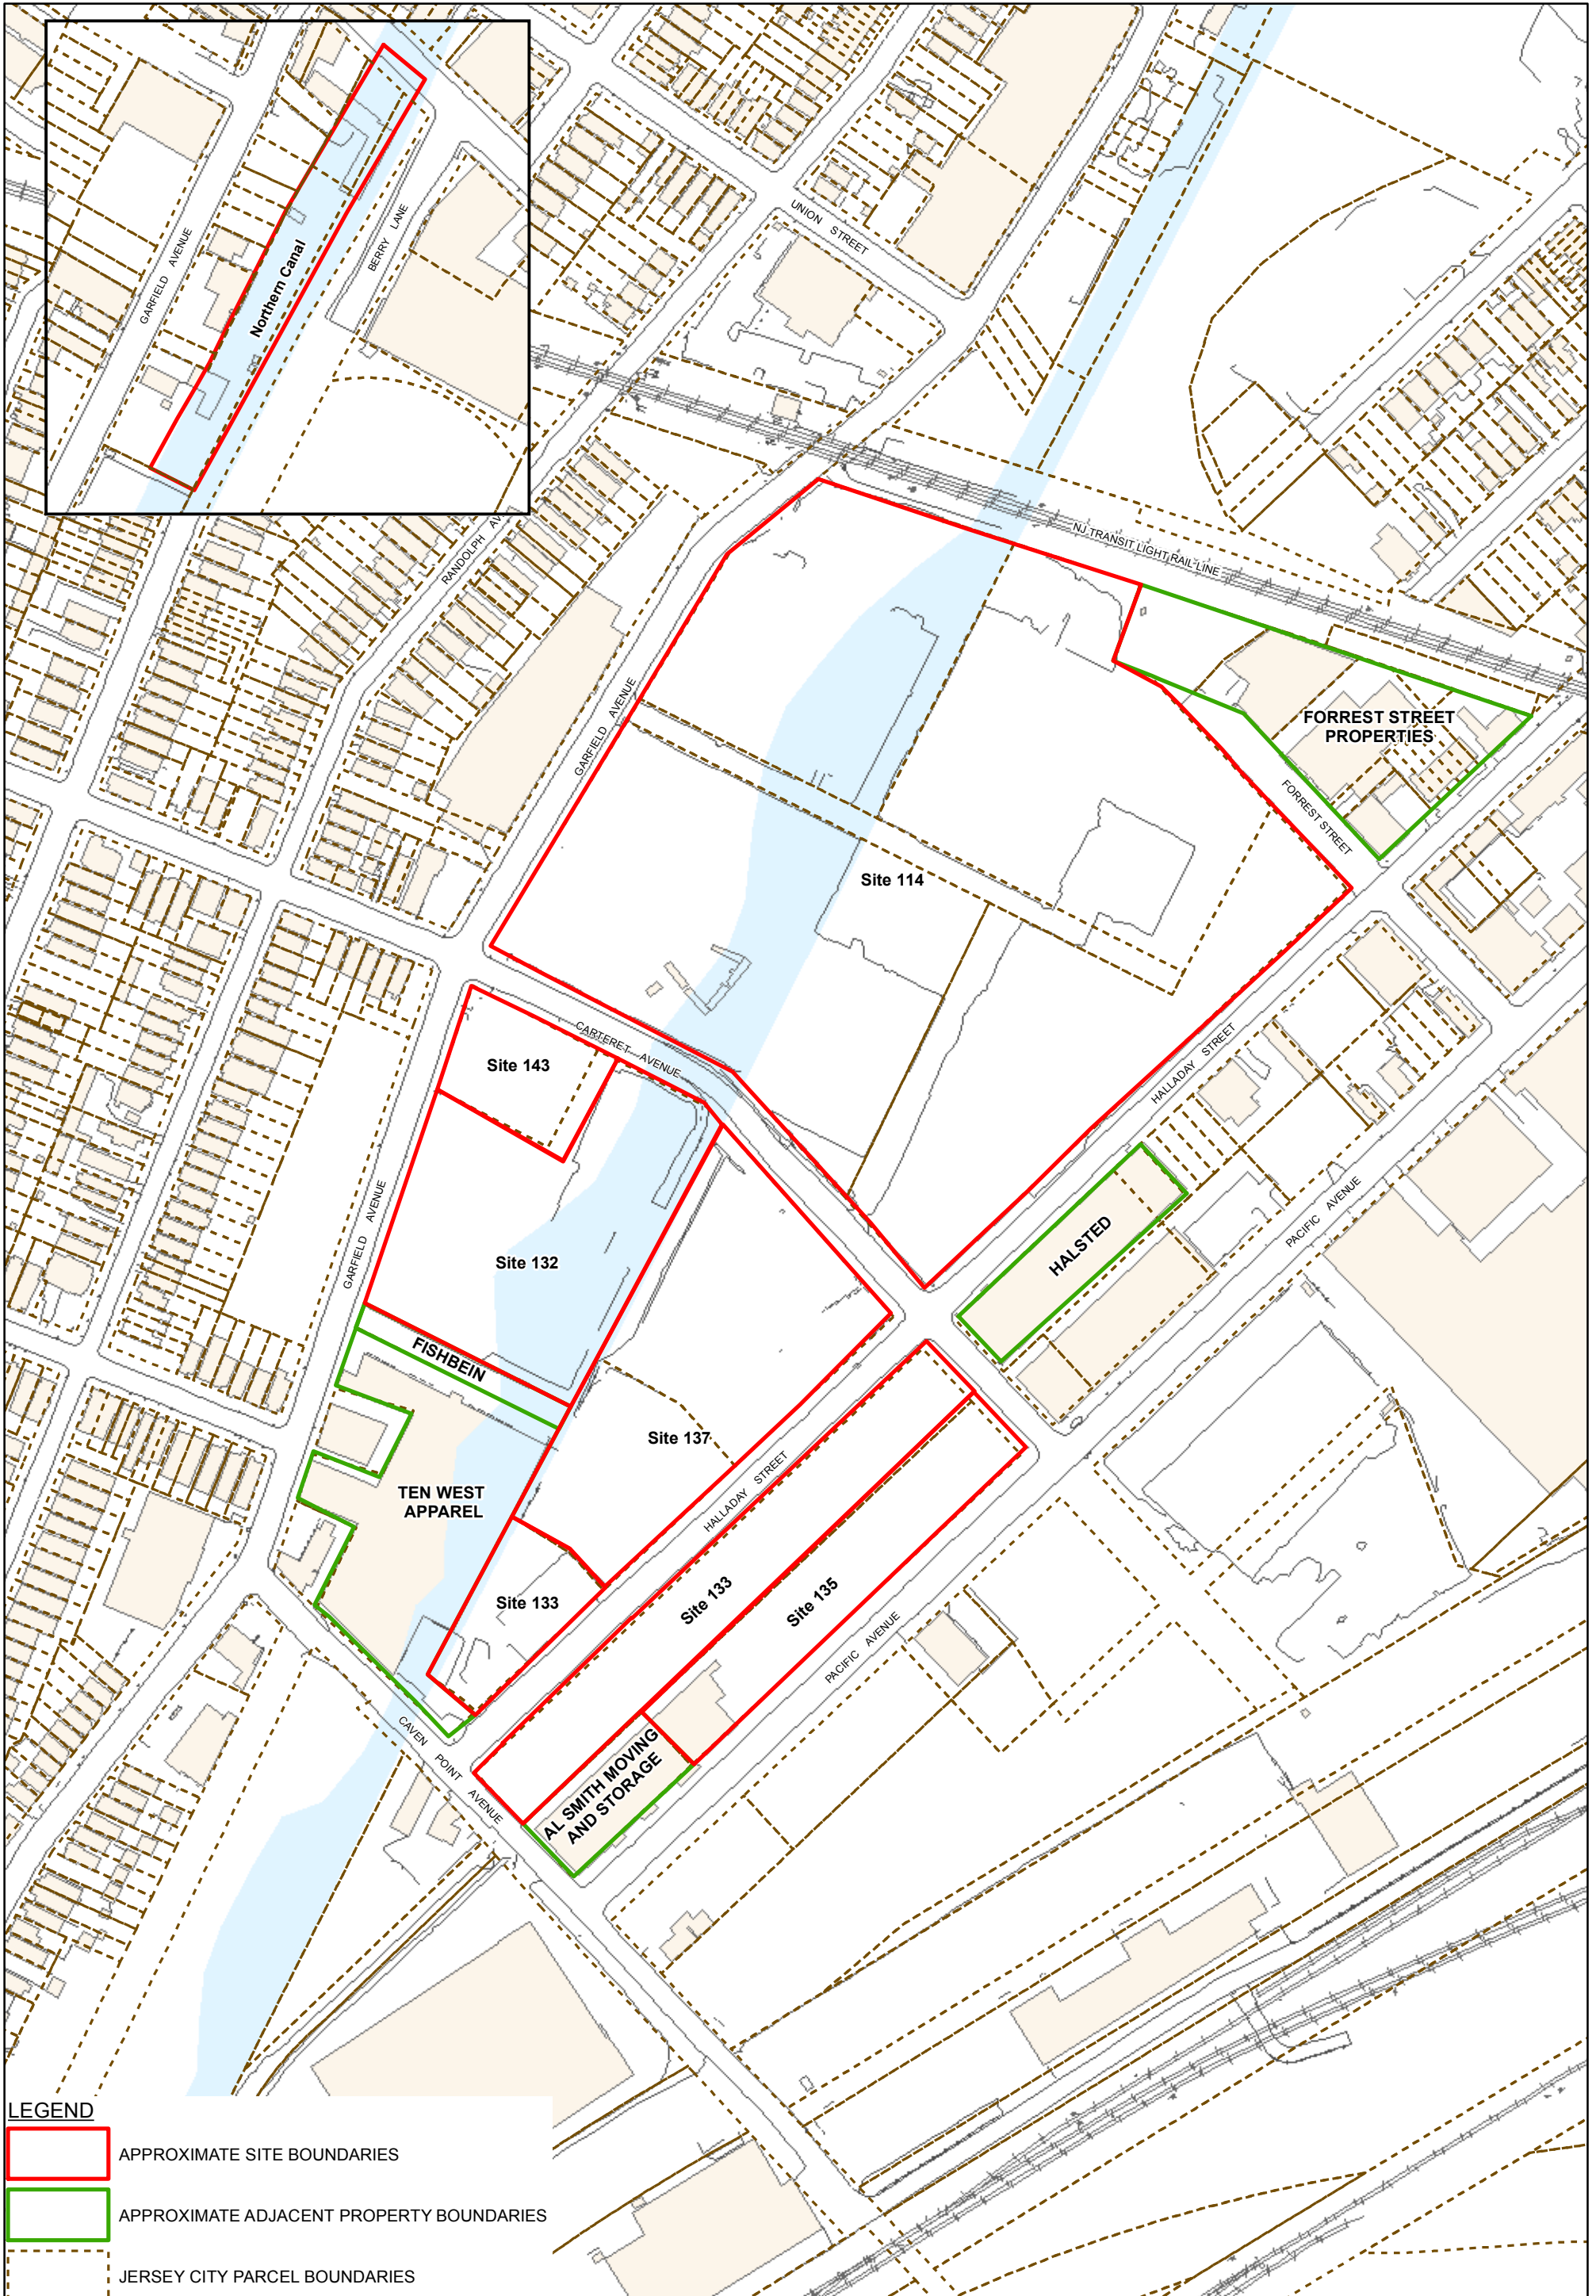 GARFIELD AVENUE
Northern Canal
BERRY LANE
UNION STREET
RANDOLPH AV
NJ TRANSIT LIGHT RAIL LINE
GARFIELD AVENUE
FORREST STREET
PROPERTIES
FORREST STREET
Site 114
CARTERET AVENUE
Site 143
HALLADAY STREET
GARFIELD AVENUE
PACIFIC AVENUE
HALSTED
Site 132
FISHBEIN
Site 137
TEN WEST
APPAREL
HALLADAY STREET
Site 133
Site 133
Site 135
PACIFIC AVENUE
CAVEN POINT AVENUE
AL SMITH MOVING
AND STORAGE
LEGEND
APPROXIMATE SITE BOUNDARIES
APPROXIMATE ADJACENT PROPERTY BOUNDARIES
JERSEY CITY PARCEL BOUNDARIES